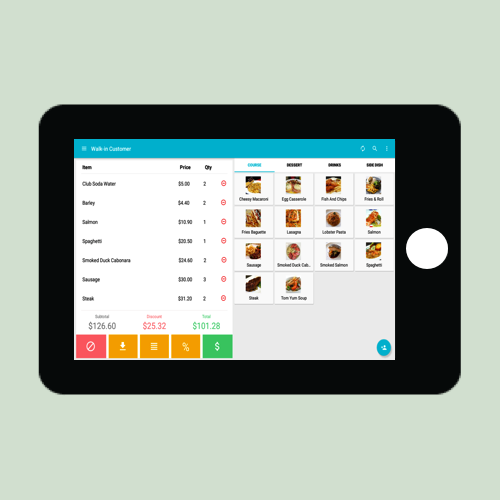 Walk-in Customer
Item Price Qty
Club Soda Water $5.00 2
Barley $4.40 2
Salmon $10.90 1
Spaghetti $20.50 1
Smoked Duck Cabonara $24.60 2
Sausage $30.00 3
Steak $31.20 2
Subtotal Discount Total
$126.60 $25.32 $101.28
%
$
COURSE DESSERT DRINKS SIDE DISH
Cheesy Macaroni Egg Casserole Fish And Chips Fries & Roll
Fries Baguette Lasagna Lobster Pasta Salmon
Sausage Smoked Duck Cab.. Smoked Salmon Spaghetti
Steak Tum Yum Soup